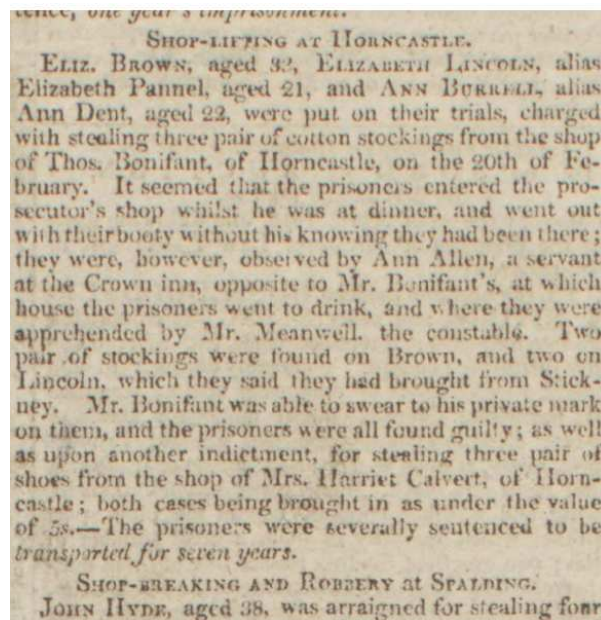 tence, one year's imprisonment.
SHOP-LIFTING AT HORNCASTLE.
ELIZ. BROWN, aged 32, ELIZABETH LINCOLN, alias
Elizabeth Pannel, aged 21, and ANN BURRELL, alias
Ann Dent, aged 22, were put on their trials, charged
with stealing three pair of cotton stockings from the shop
of Thos. Bonifant, of Horncastle, on the 20th of Fe-
bruary. It seemed that the prisoners entered the pro-
secutor's shop whilst he was at dinner, and went out
with their booty without his knowing they had been there;
they were, however, observed by Ann Allen, a servant
at the Crown inn, opposite to Mr. Bonifant's, at which
house the prisoners went to drink, and where they were
apprehended by Mr. Meanwell, the constable. Two
pair of stockings were found on Brown, and two on
Lincoln, which they said they had brought from Stick-
ney. Mr. Bonifant was able to swear to his private mark
on them, and the prisoners were all found guilty; as well
as upon another indictment, for stealing three pair of
shoes from the shop of Mrs. Harriet Calvert, of Horn-
castle; both cases being brought in as under the value
of 5s.—The prisoners were severally sentenced to be
transported for seven years.
SHOP-BREAKING AND ROBBERY at SPALDING.
JOHN HYDE, aged 38, was arraigned for stealing four